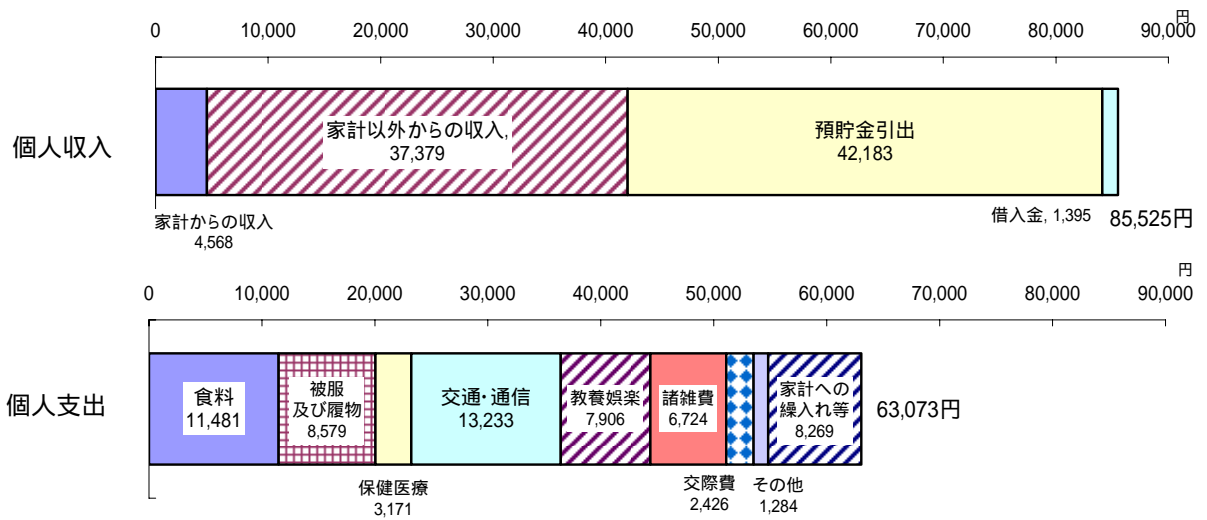 円
0 10,000 20,000 30,000 40,000 50,000 60,000 70,000 80,000 90,000
個人収入
家計以外からの収入,
37,379
預貯金引出
42,183
家計からの収入
4,568
借入金, 1,395
85,525円
円
0 10,000 20,000 30,000 40,000 50,000 60,000 70,000 80,000 90,000
個人支出
食料
11,481
被服
及び履物
8,579
交通・通信
13,233
教養娯楽
7,906
諸雑費
6,724
家計への
繰入れ等
8,269
63,073円
保健医療
3,171
交際費
2,426
その他
1,284